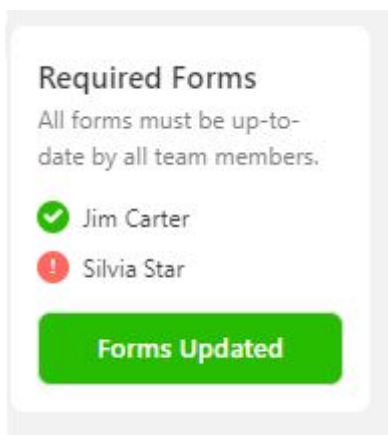 Required Forms
All forms must be up-to-
date by all team members.
Jim Carter
! Silvia Star
Forms Updated